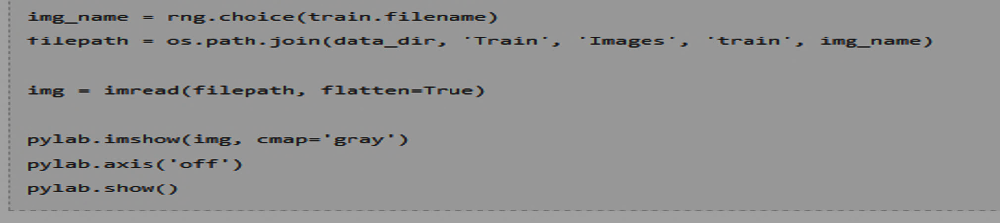 img_name = rng.choice(train.filename)
filepath = os.path.join(data_dir, 'Train', 'Images', 'train', img_name)
img = imread(filepath, flatten=True)
pylab.imshow(img, cmap='gray')
pylab.axis('off')
pylab.show()